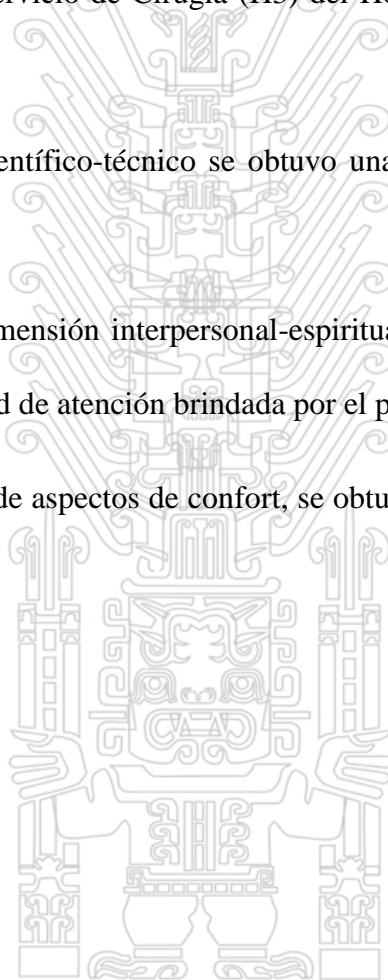 de Cirugía (H3) del
entífico-técnico se obtuvo una
mensión interpersonal-espiritua
d de atención brindada por el p
de aspectos de confort, se obtu